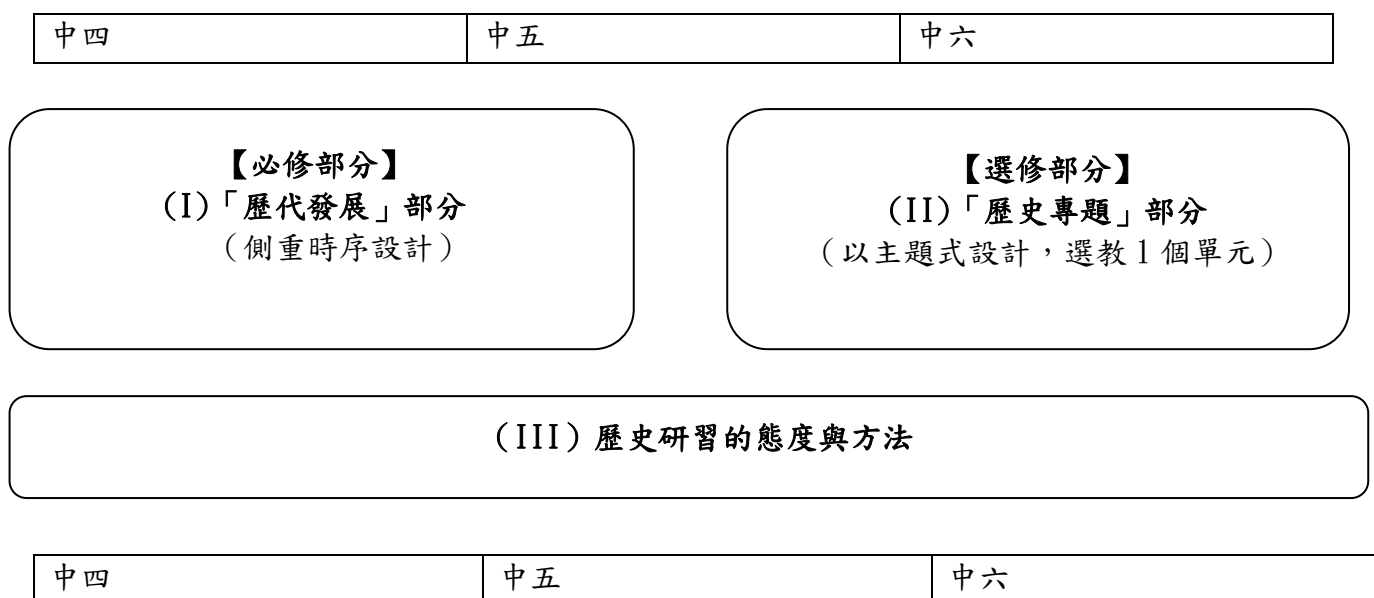 中四 中五 中六
【必修部分】
(I)「歷代發展」部分
(側重時序設計)
【選修部分】
(II)「歷史專題」部分
(以主題式設計,選教1個單元)
(III)歷史研習的態度與方法
中四 中五 中六